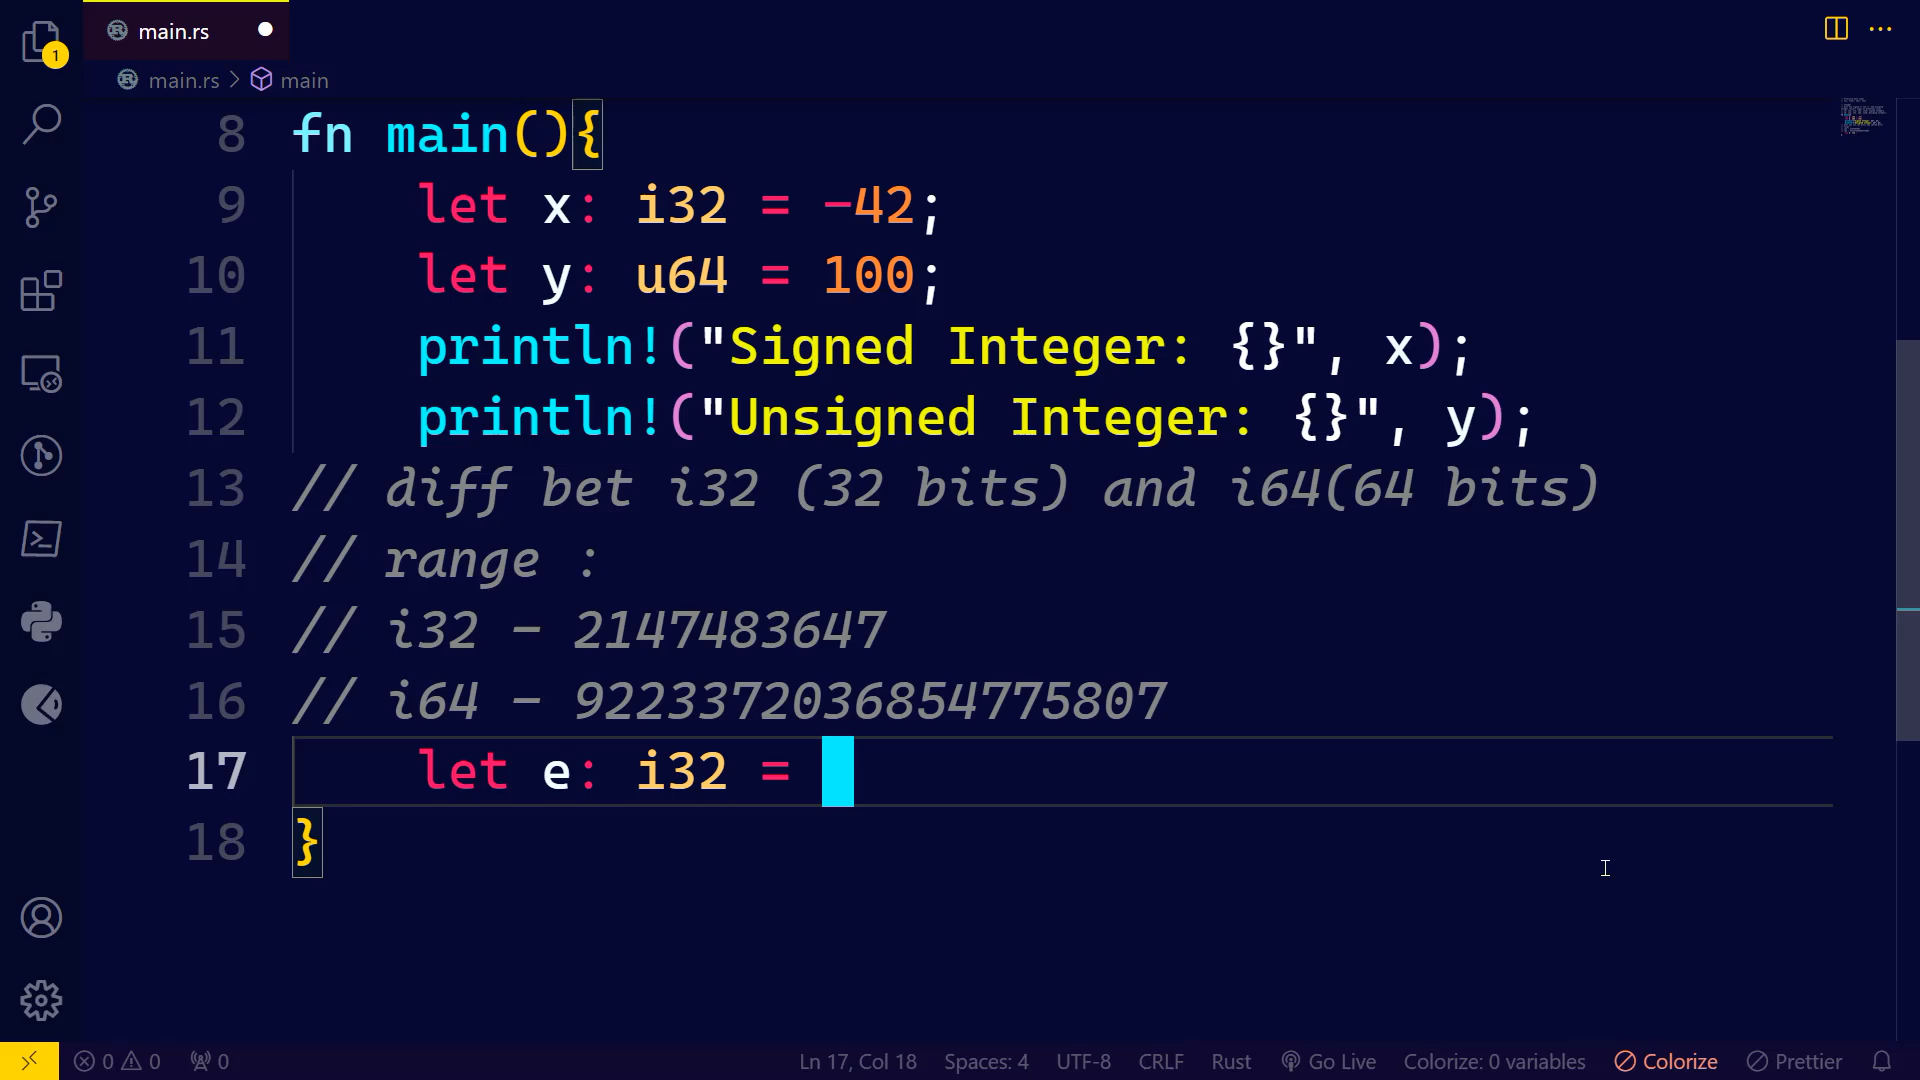 main.rs
1
main.rs > main
8 fn main(){
9 let x: i32 = -42;
10 let y: u64 = 100;
11 println!("Signed Integer: {}", x);
12 println!("Unsigned Integer: {}", y);
13 // diff bet i32 (32 bits) and i64(64 bits)
14 // range :
15 // i32 - 2147483647
16 // i64 - 9223372036854775807
17 let e: i32 =
18 }
0 0 0 Ln 17, Col 18 Spaces: 4 UTF-8 CRLF Rust Go Live Colorize: 0 variables Colorize Prettier